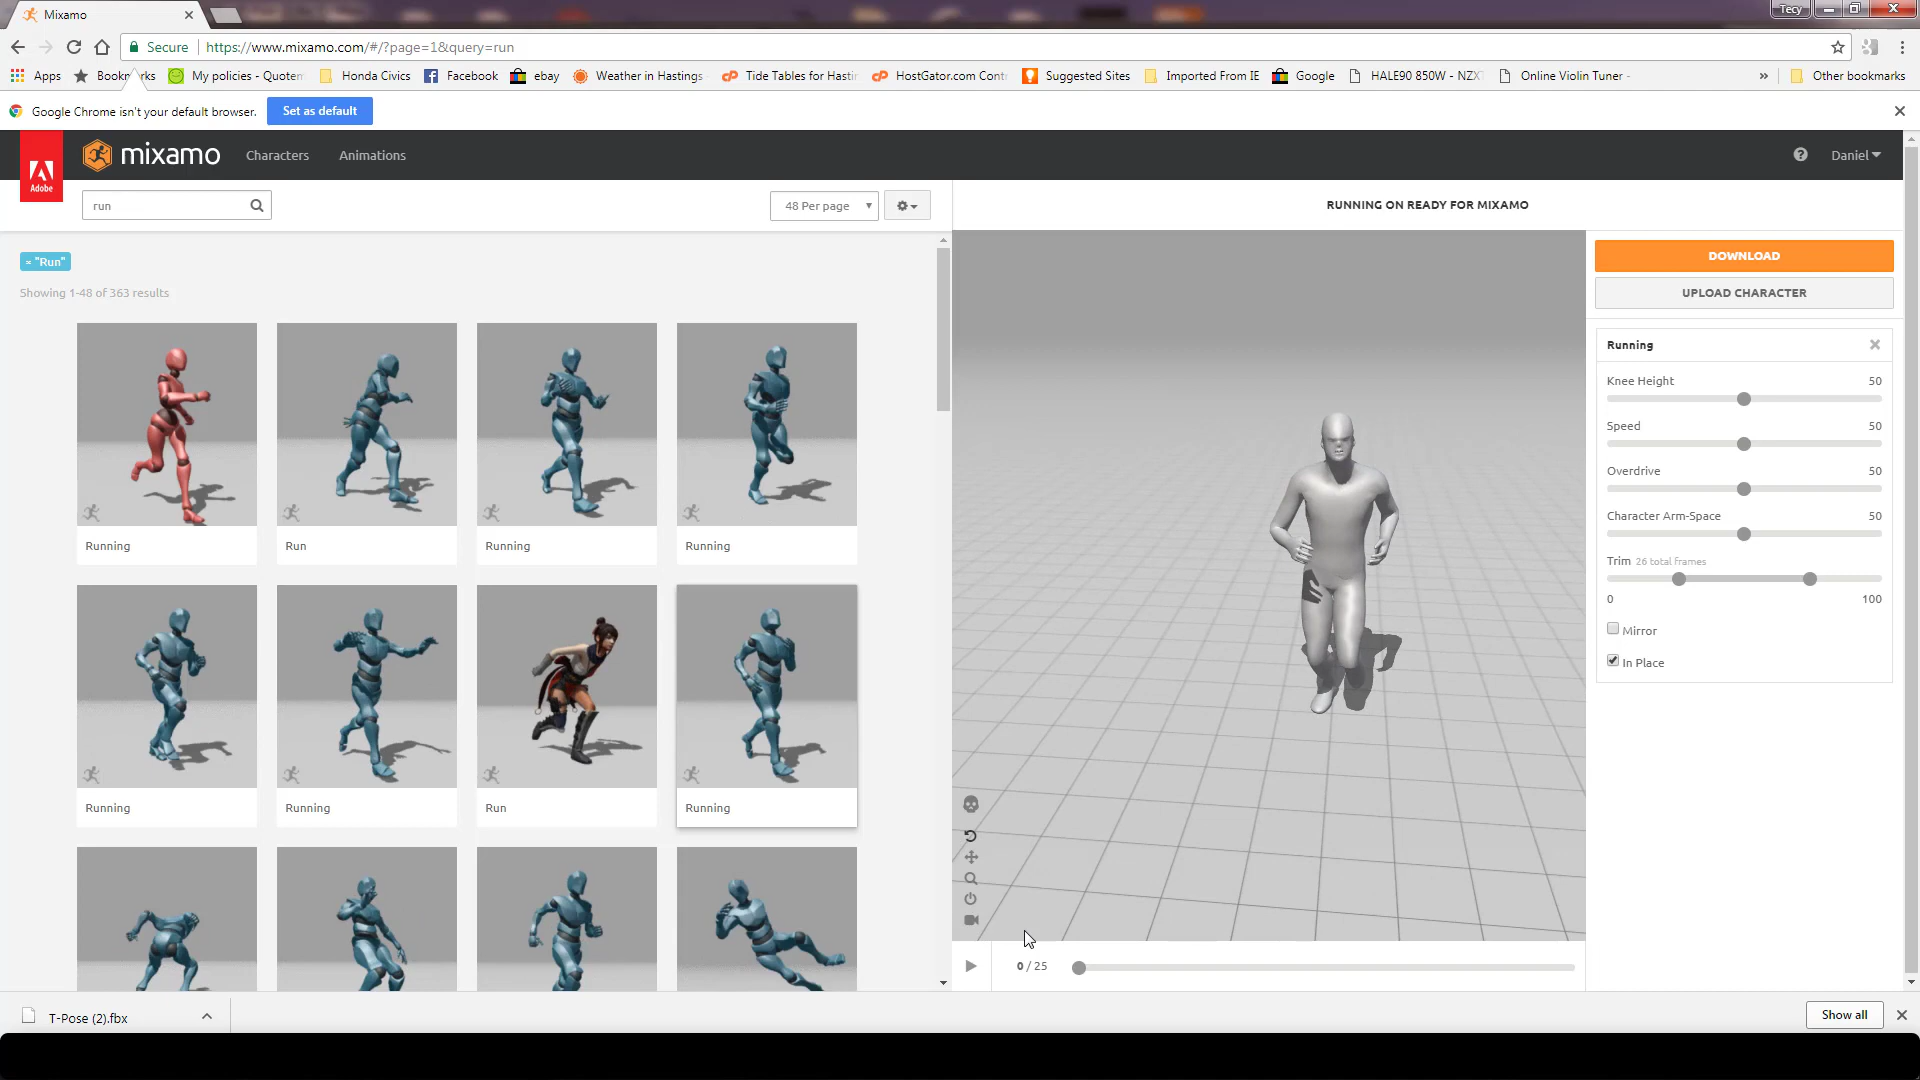 Mixamo
Tecy
Secure https://www.mixamo.com/#/?page=1&query=run
Apps Bookmarks My policies - Quotem Honda Civics Facebook ebay Weather in Hastings Tide Tables for Hastin HostGator.com Contr Suggested Sites Imported From IE Google HALE90 850W - NZXT Online Violin Tuner - » Other bookmarks
Google Chrome isn't your default browser. Set as default
Adobe
mixamo Characters Animations Daniel
run 48 Per page
RUNNING ON READY FOR MIXAMO
× "Run"
Showing 1-48 of 363 results
Running Run Running Running
Running Running Run Running
DOWNLOAD
UPLOAD CHARACTER
Running
Knee Height 50
Speed 50
Overdrive 50
Character Arm-Space 50
Trim 26 total frames
0 100
Mirror
In Place
0 / 25
T-Pose (2).fbx
Show all